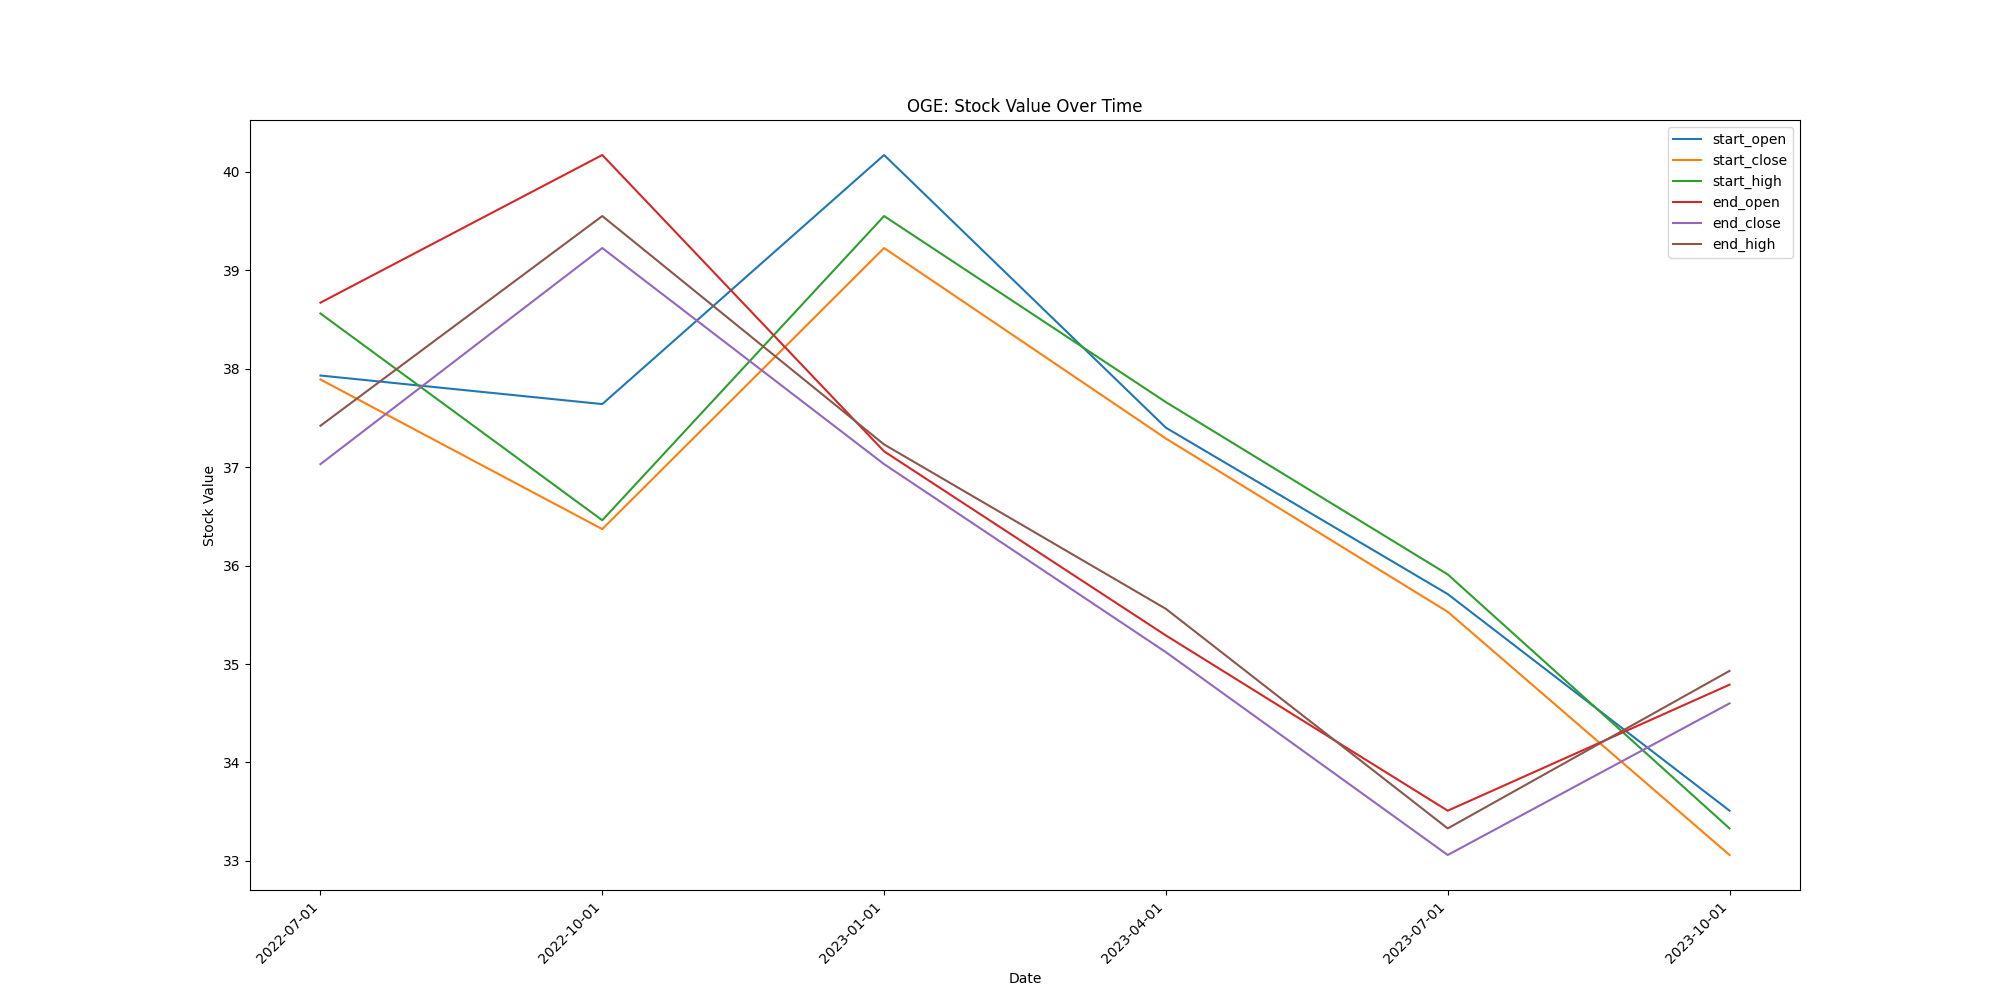 OGE: Stock Value Over Time
start_open
start_close
start_high
end_open
end_close
end_high
Stock Value
40
39
38
37
36
35
34
33
2022-07-01
2022-10-01
2023-01-01
2023-04-01
2023-07-01
2023-10-01
Date